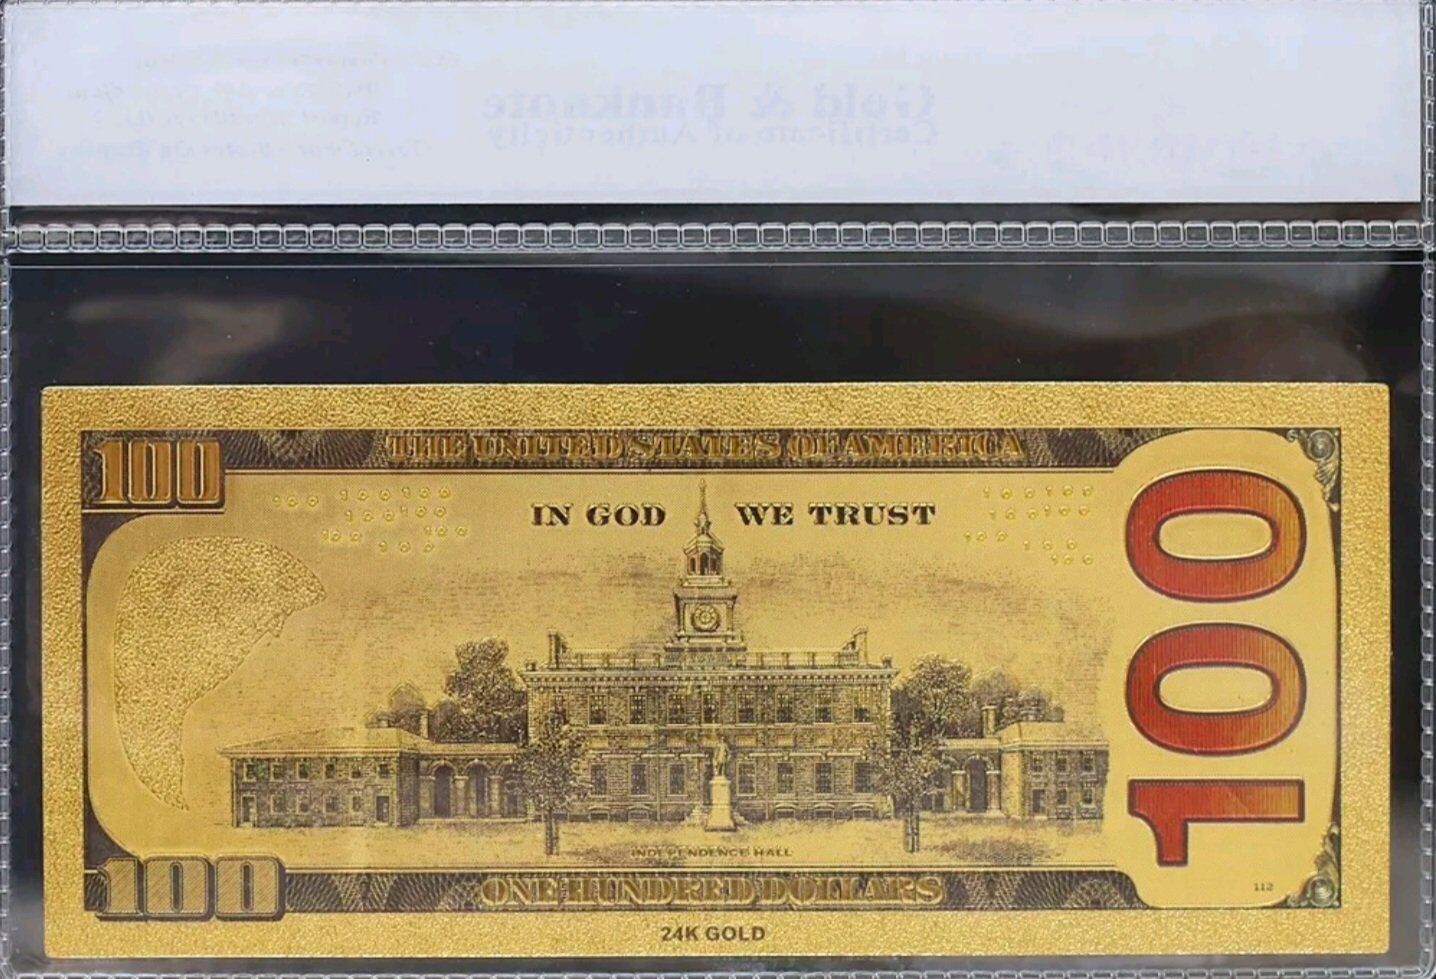 Gold & Banknote
Certificate of Authenticity
100
THE UNITED STATES OF AMERICA
IN GOD WE TRUST
100
INDEPENDENCE HALL
100
ONE HUNDRED DOLLARS
112
24K GOLD